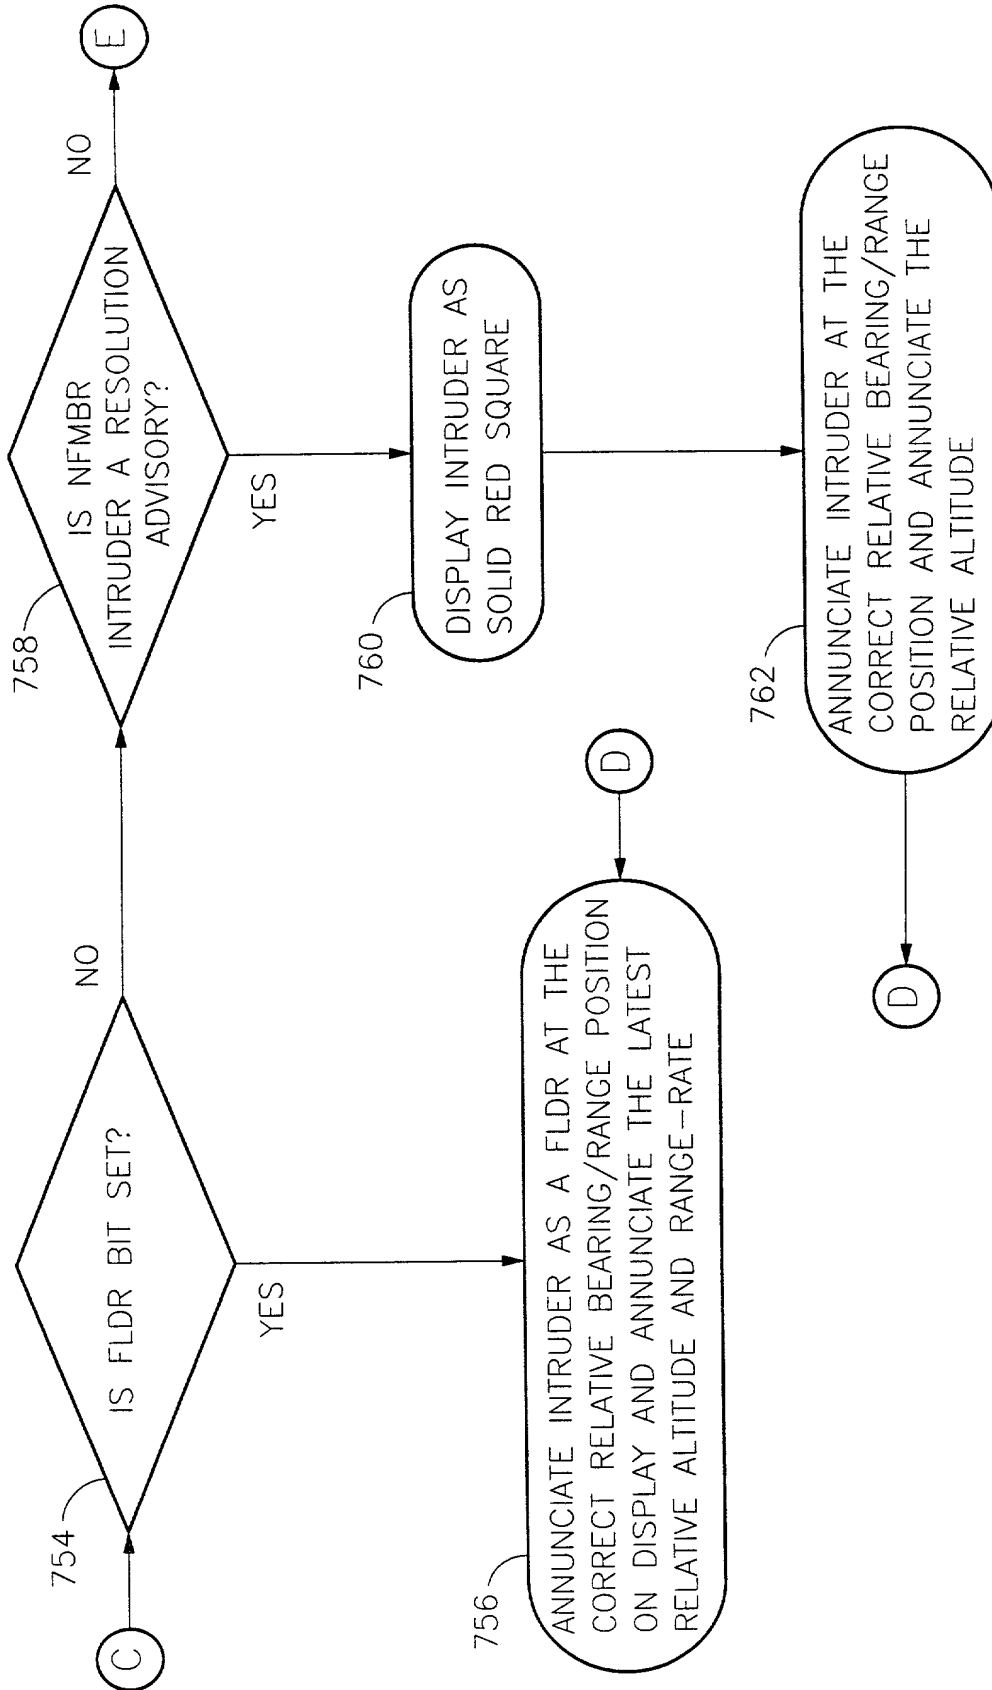 C
754
IS FLDR BIT SET?
NO
YES
756
ANNUNCIATE INTRUDER AS A FLDR AT THE
CORRECT RELATIVE BEARING/RANGE POSITION
ON DISPLAY AND ANNUNCIATE THE LATEST
RELATIVE ALTITUDE AND RANGE-RATE
D
758
IS NFMBR
INTRUDER A RESOLUTION
ADVISORY?
NO
E
YES
760
DISPLAY INTRUDER AS
SOLID RED SQUARE
762
ANNUNCIATE INTRUDER AT THE
CORRECT RELATIVE BEARING/RANGE
POSITION AND ANNUNCIATE THE
RELATIVE ALTITUDE
D